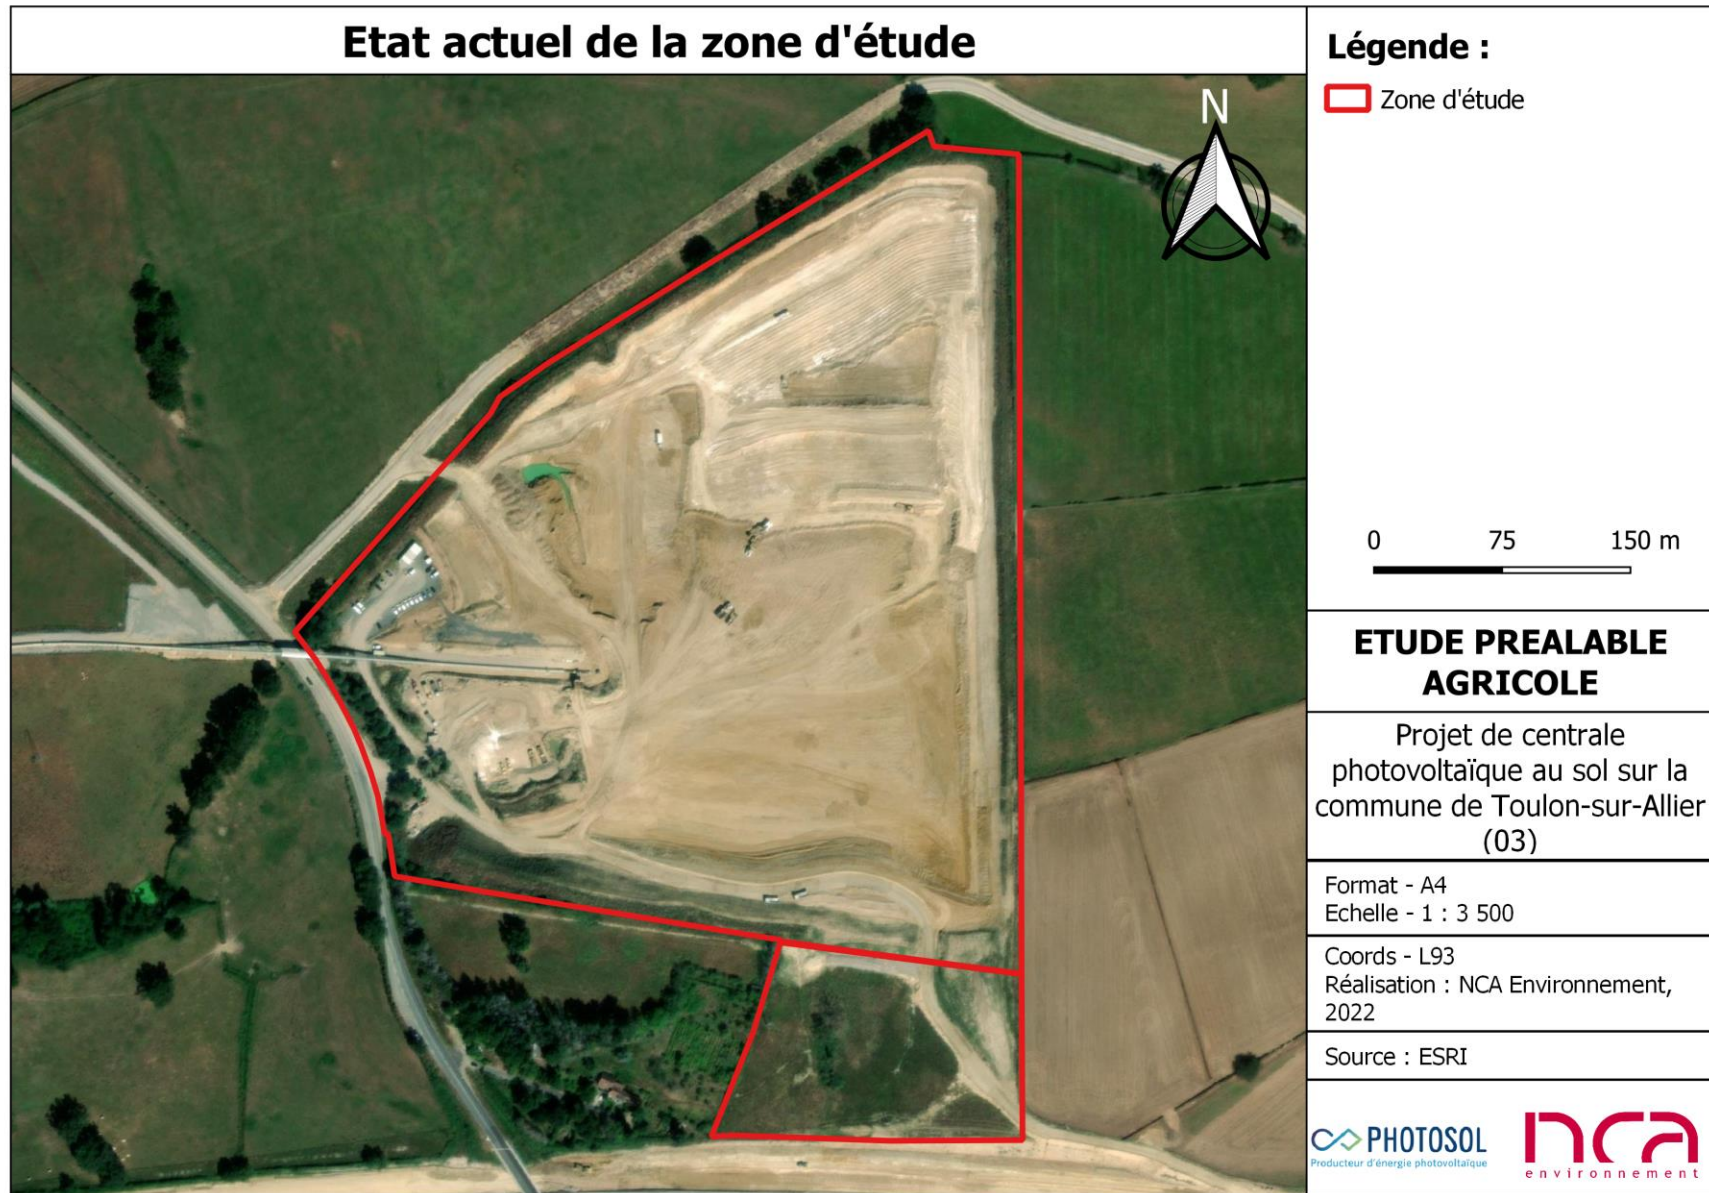 Etat actuel de la zone d'étude
N
Légende :
Zone d'étude
0 75 150 m
ETUDE PREALABLE
AGRICOLE
Projet de centrale
photovoltaïque au sol sur la
commune de Toulon-sur-Allier
(03)
Format - A4
Echelle - 1 : 3 500
Coords - L93
Réalisation : NCA Environnement,
2022
Source : ESRI
PHOTOSOL
Producteur d'énergie photovoltaïque
nca
environnement